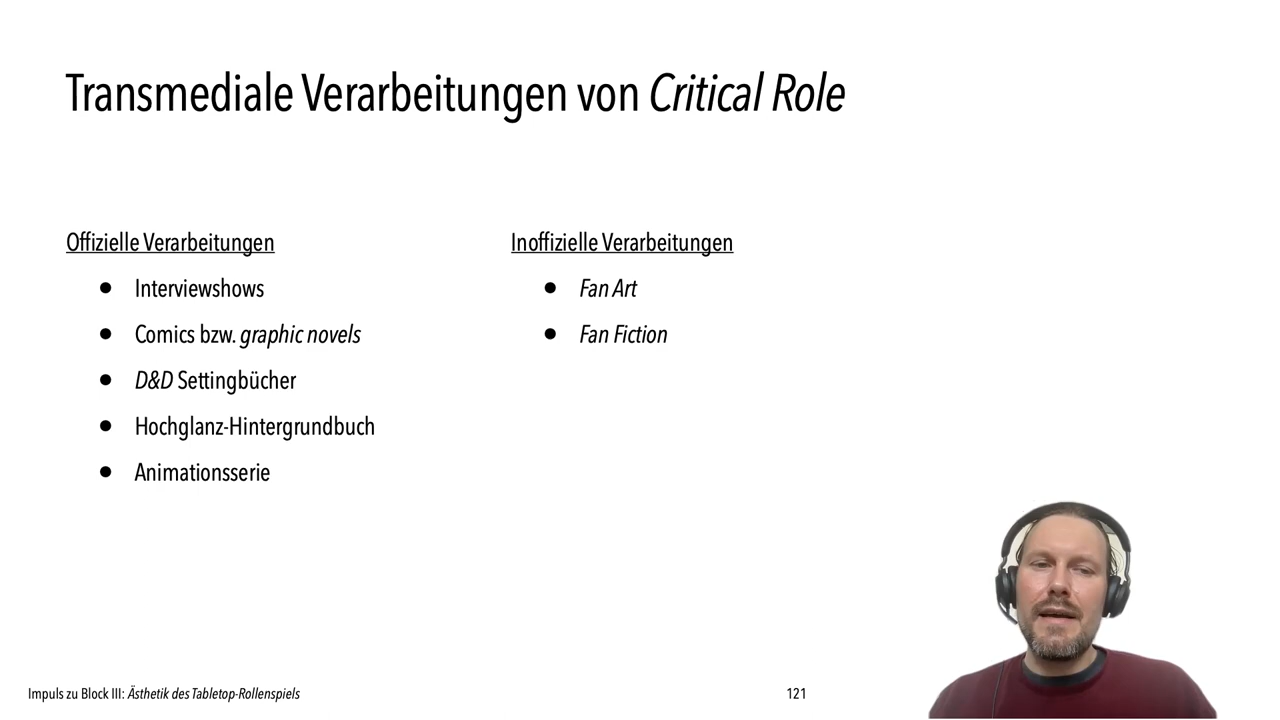 Transmediale Verarbeitungen von Critical Role
Offizielle Verarbeitungen
● Interviewshows
● Comics bzw. graphic novels
● D&D Settingbücher
● Hochglanz-Hintergrundbuch
● Animationsserie
Inoffizielle Verarbeitungen
● Fan Art
● Fan Fiction
Impuls zu Block III: Ästhetik des Tabletop-Rollenspiels
121